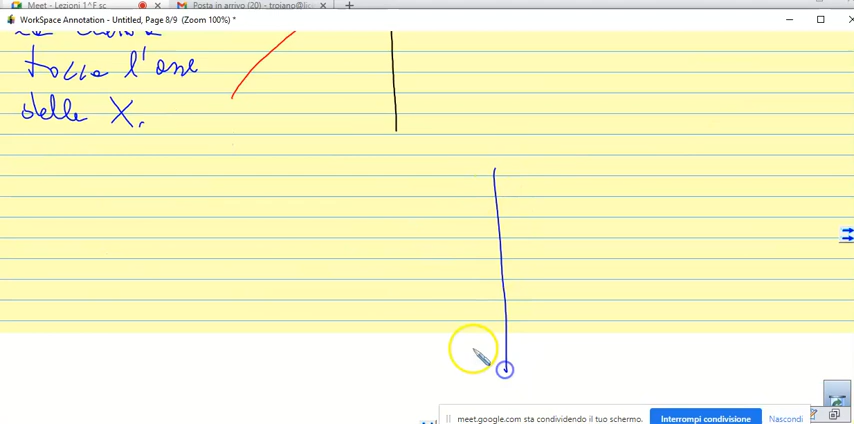 Meet - Lezioni 1^F sc
Posta in arrivo (20) - troiano@lic
WorkSpace Annotation - Untitled, Page 8/9 (Zoom 100%) *
tocca l'asse
delle X.
meet.google.com sta condividendo il tuo schermo.
Interrompi condivisione
Nascondi